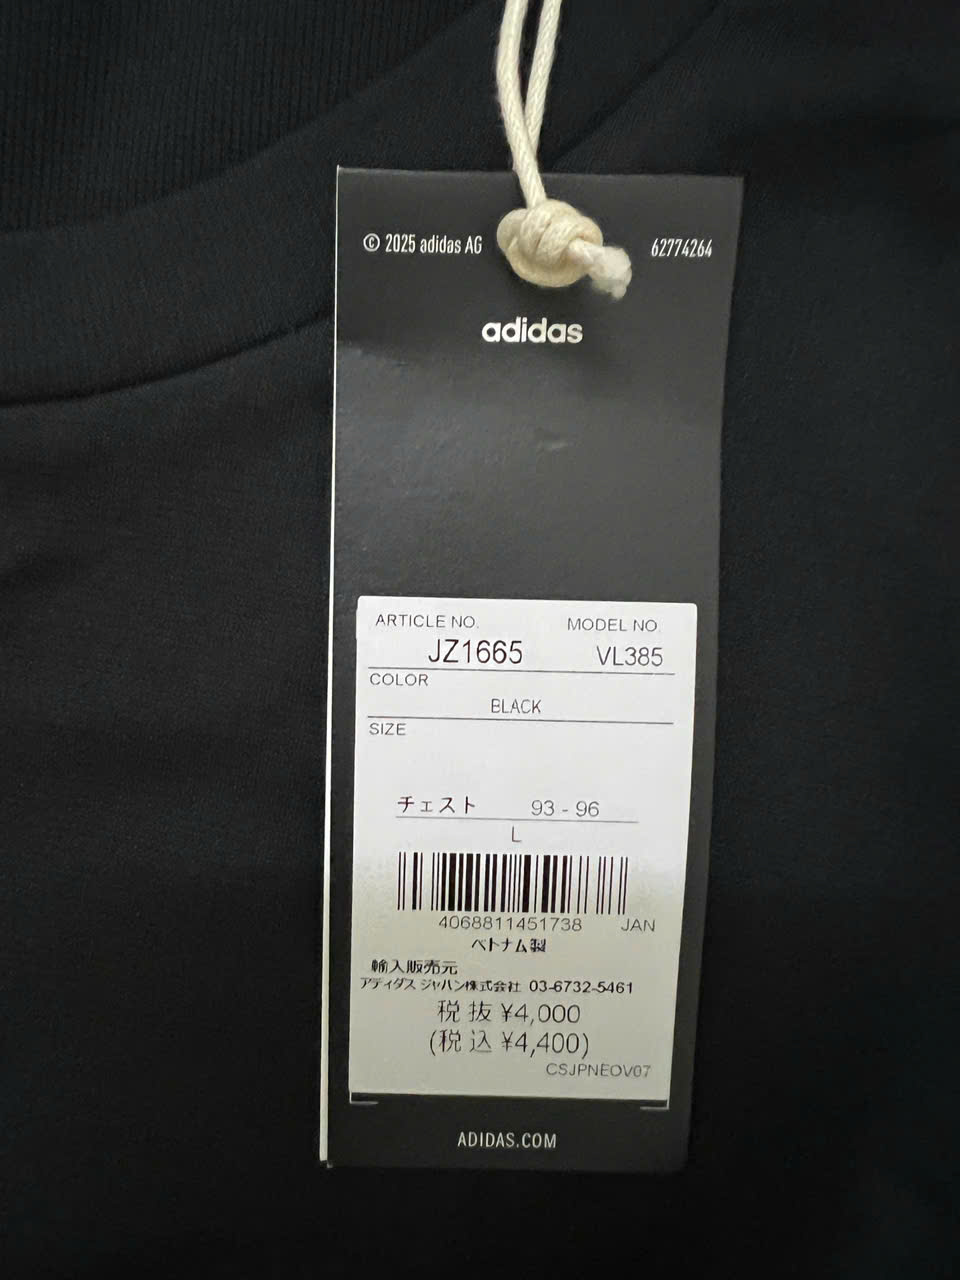 © 2025 adidas AG 62774264
adidas
ARTICLE NO. MODEL NO.
JZ1665 VL385
COLOR
BLACK
SIZE
チェスト 93 - 96
L
4068811451738 JAN
ベトナム製
輸入販売元
アディダス ジャパン株式会社 03-6732-5461
税 抜 ¥4,000
(税 込 ¥4,400)
CSJPNEOV07
ADIDAS.COM